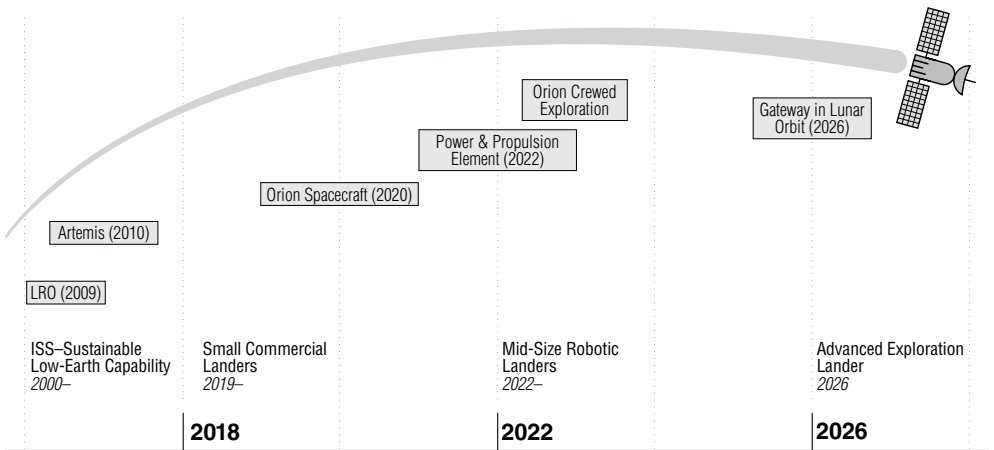 Orion Crewed
Exploration
Gateway in Lunar
Orbit (2026)
Power & Propulsion
Element (2022)
Orion Spacecraft (2020)
Artemis (2010)
LRO (2009)
ISS–Sustainable
Low-Earth Capability
2000–
Small Commercial
Landers
2019–
Mid-Size Robotic
Landers
2022–
Advanced Exploration
Lander
2026
2018
2022
2026